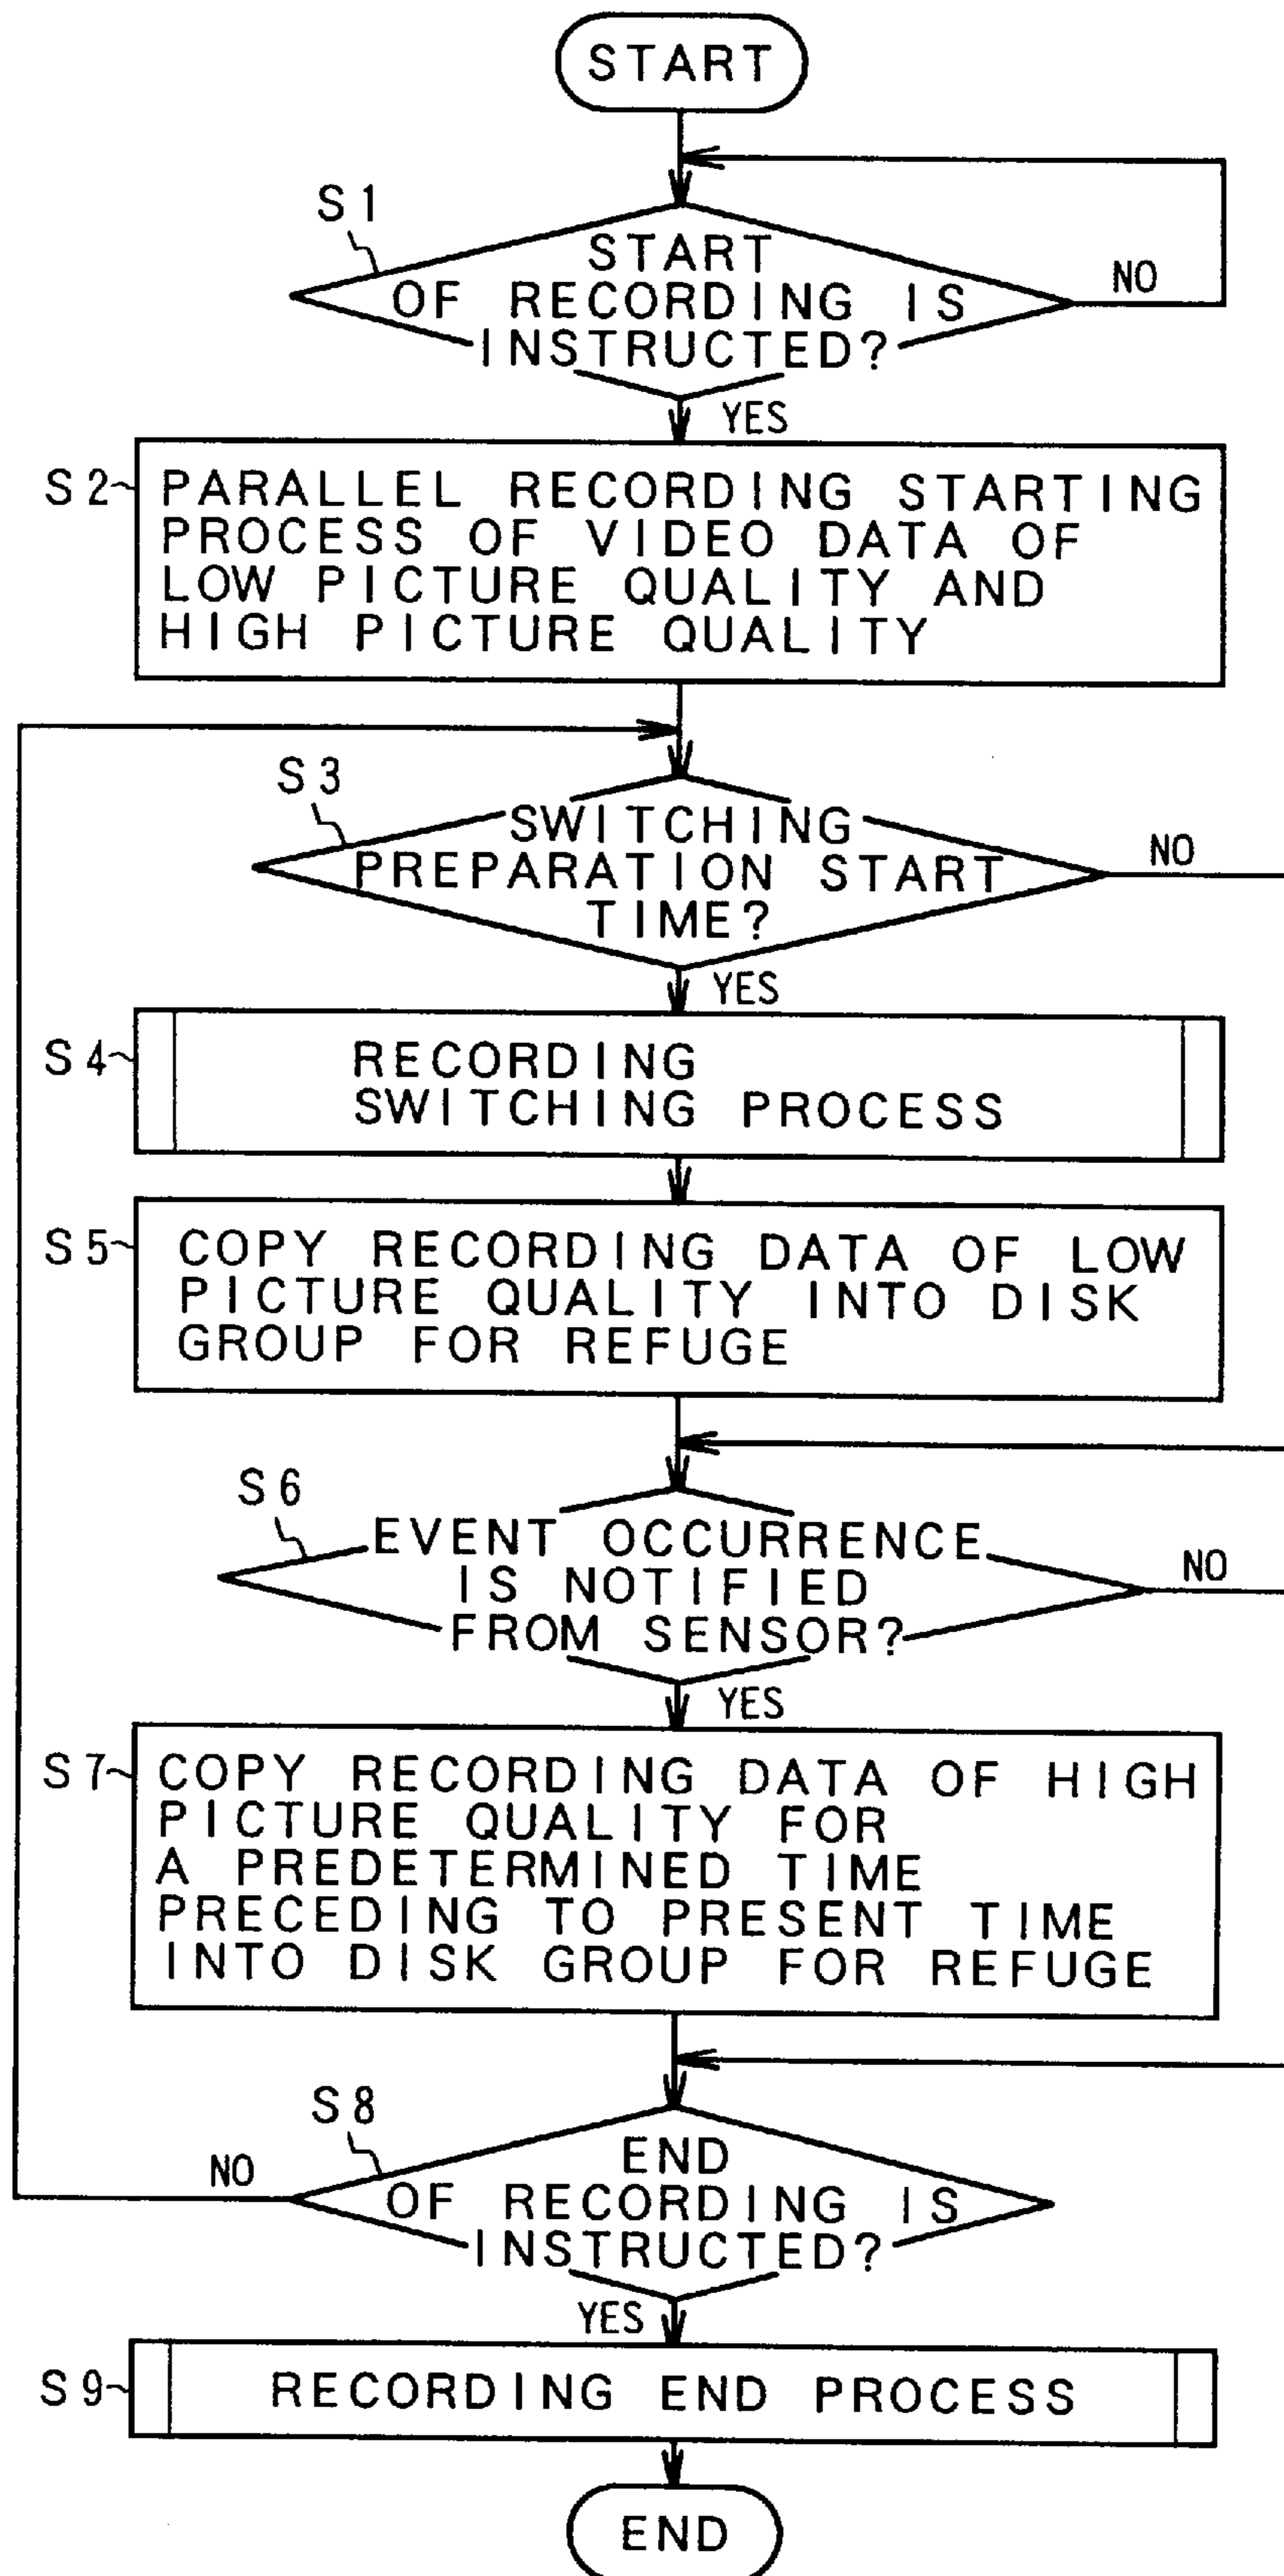 START
S1
START
OF RECORDING IS
INSTRUCTED?
NO
YES
S2
PARALLEL RECORDING STARTING
PROCESS OF VIDEO DATA OF
LOW PICTURE QUALITY AND
HIGH PICTURE QUALITY
S3
SWITCHING
PREPARATION START
TIME?
NO
YES
S4
RECORDING
SWITCHING PROCESS
S5
COPY RECORDING DATA OF LOW
PICTURE QUALITY INTO DISK
GROUP FOR REFUGE
S6
EVENT OCCURRENCE
IS NOTIFIED
FROM SENSOR?
NO
YES
S7
COPY RECORDING DATA OF HIGH
PICTURE QUALITY FOR
A PREDETERMINED TIME
PRECEDING TO PRESENT TIME
INTO DISK GROUP FOR REFUGE
S8
NO
END
OF RECORDING IS
INSTRUCTED?
YES
S9
RECORDING END PROCESS
END